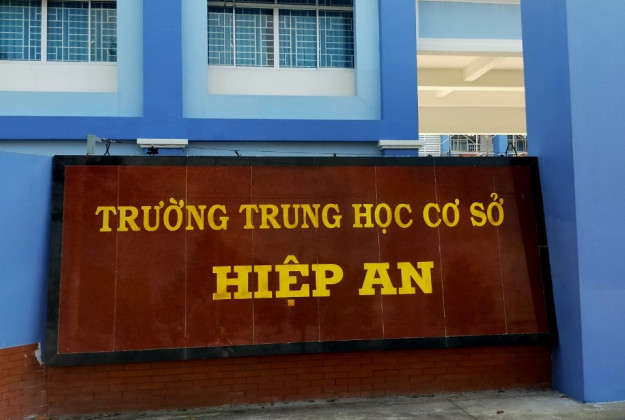 TRƯỜNG TRUNG HỌC CƠ SỞ
HIỆP AN